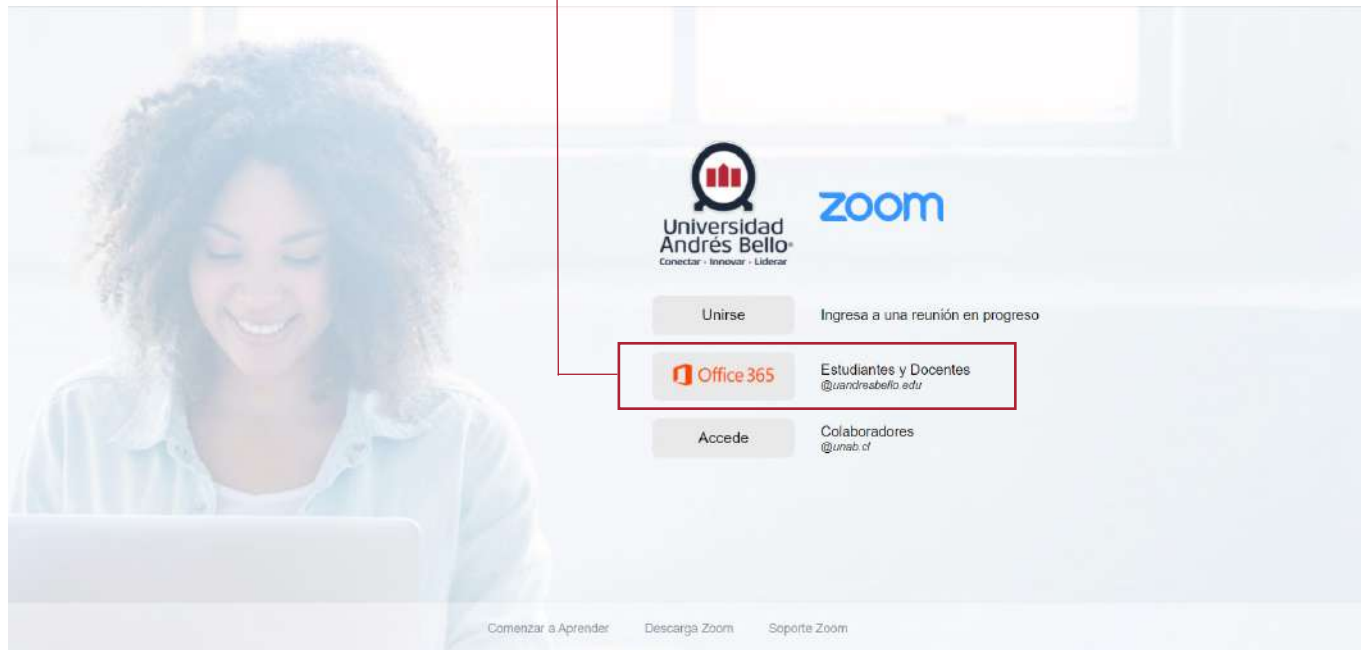 Universidad
Andrés Bello®
Conectar - Innovar - Liderar
zoom
Unirse
Ingresa a una reunión en progreso
Office 365
Estudiantes y Docentes
@uandresbello.edu
Accede
Colaboradores
@unab.cl
Comenzar a Aprender Descarga Zoom Soporte Zoom